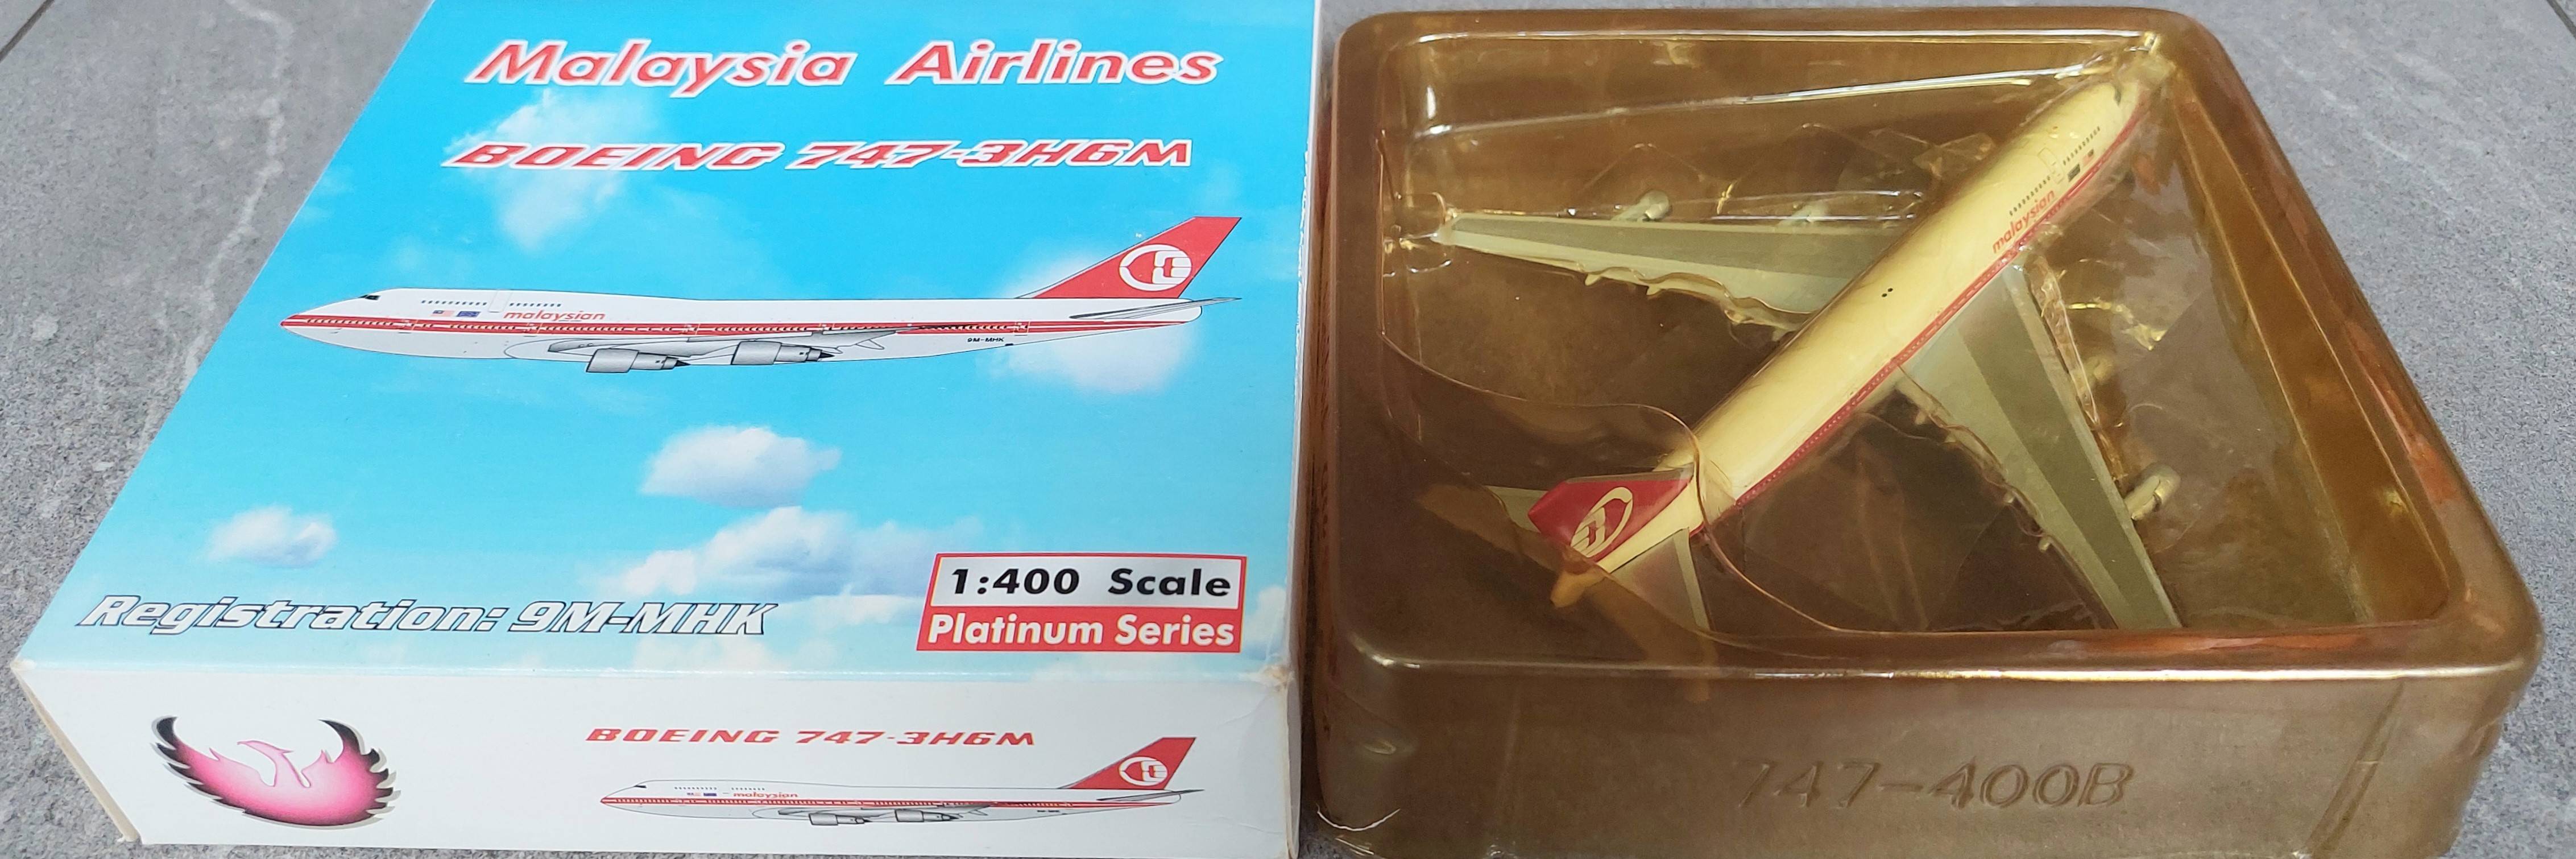 Malaysia Airlines
BOEING 747-3H6M
malaysian
9M-MHK
1:400 Scale
Registration: 9M-MHK
Platinum Series
BOEING 747-3H6M
malaysian
malaysian
747-400B